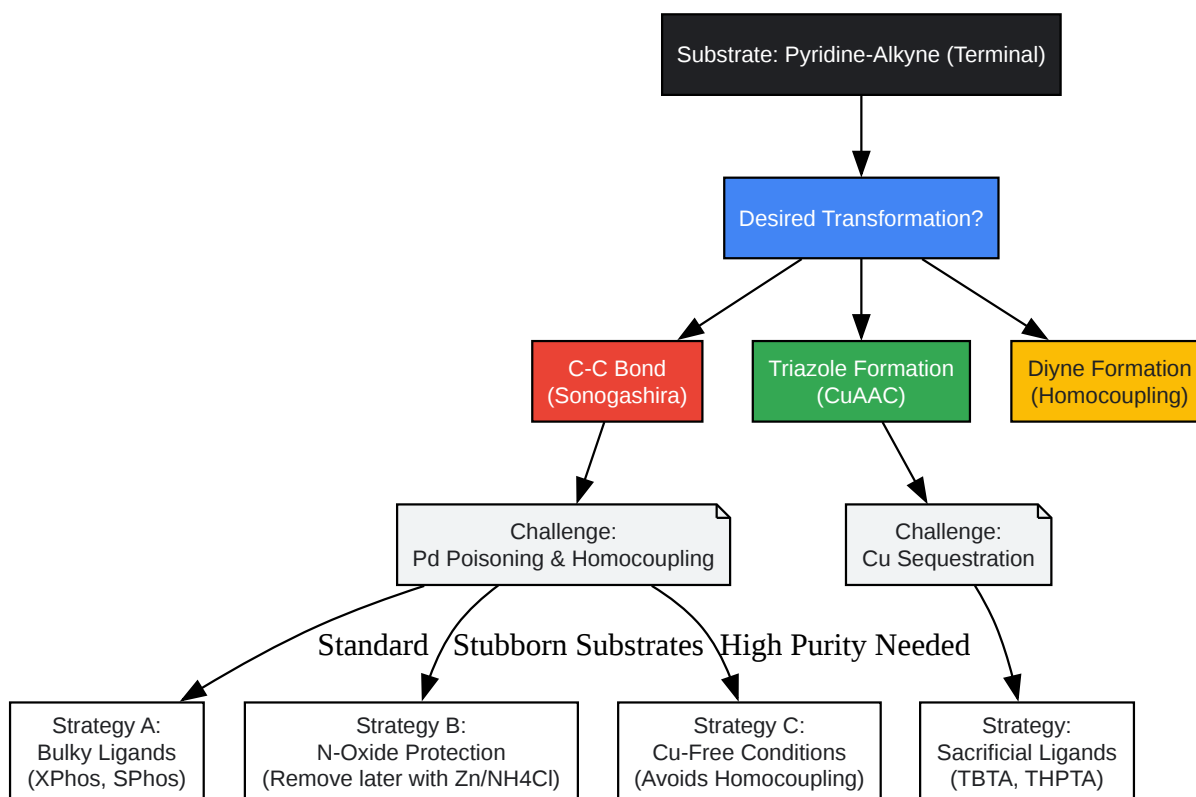 Substrate: Pyridine-Alkyne (Terminal)
Desired Transformation?
C-C Bond
(Sonogashira)
Triazole Formation
(CuAAC)
Diyne Formation
(Homocoupling)
Challenge:
Pd Poisoning & Homocoupling
Challenge:
Cu Sequestration
Standard
Stubborn Substrates
High Purity Needed
Strategy A:
Bulky Ligands
(XPhos, SPhos)
Strategy B:
N-Oxide Protection
(Remove later with Zn/NH4Cl)
Strategy C:
Cu-Free Conditions
(Avoids Homocoupling)
Strategy:
Sacrificial Ligands
(TBTA, THPTA)